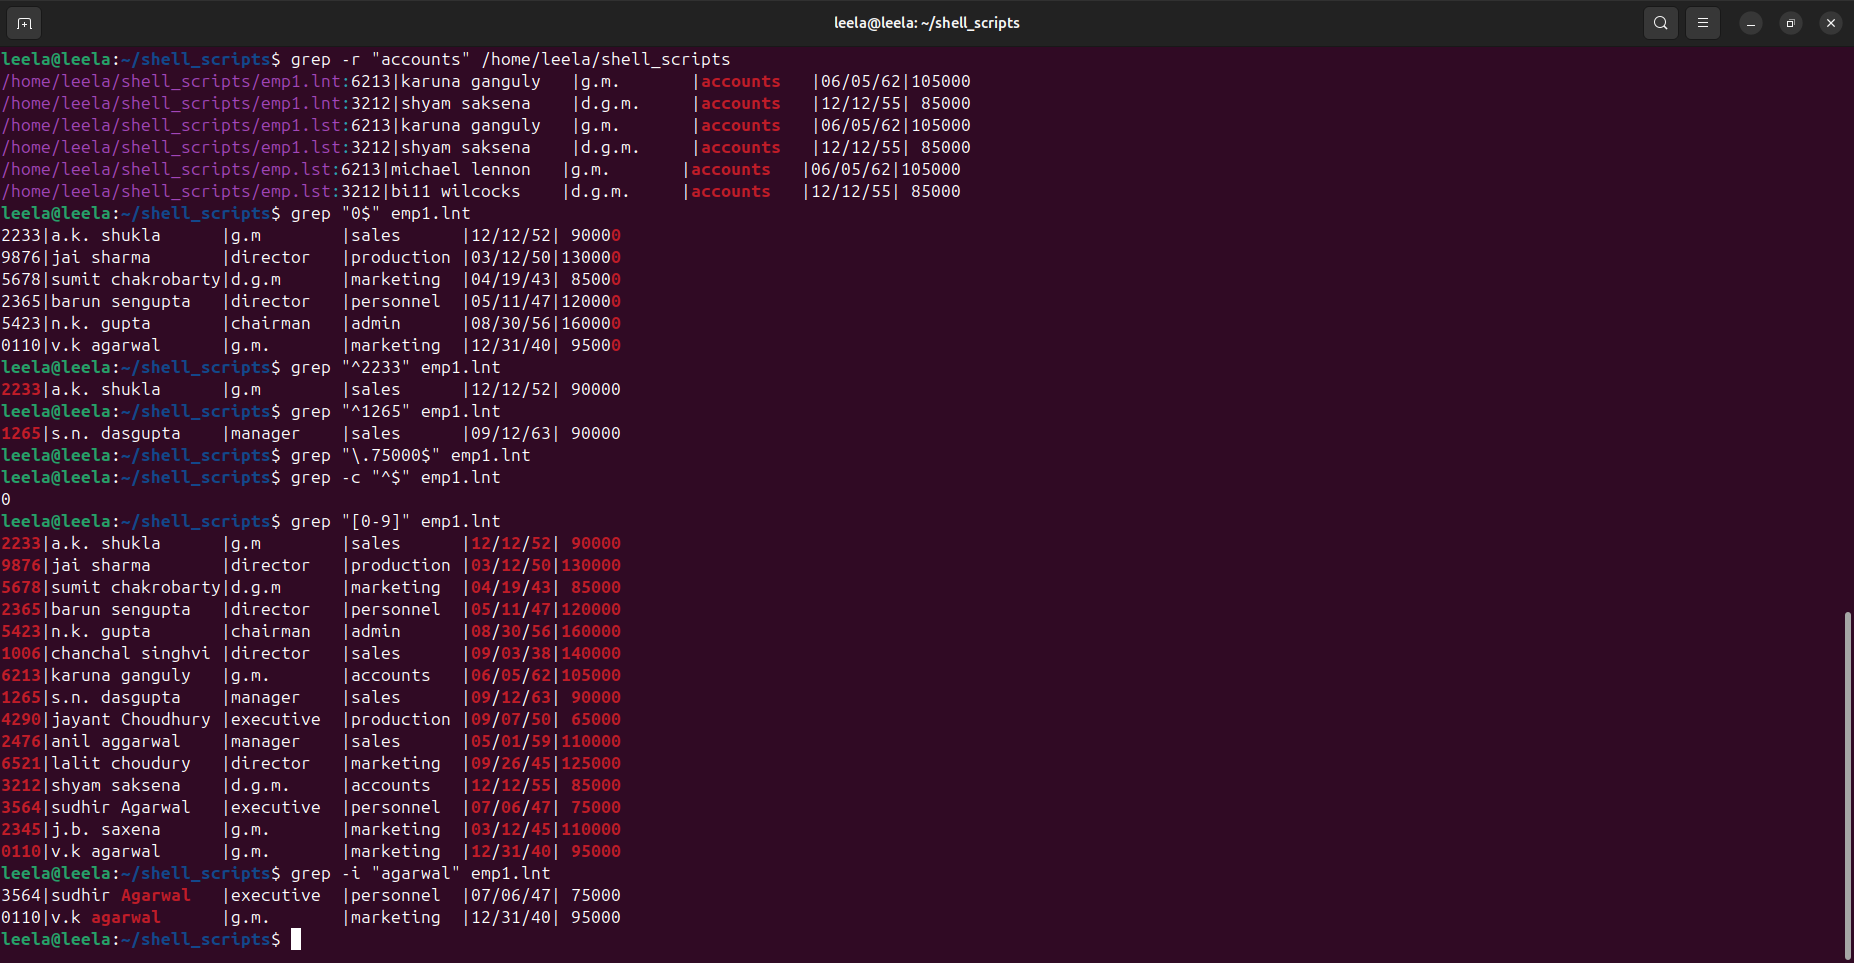 leela@leela: ~/shell_scripts
leela@leela:~/shell_scripts$ grep -r "accounts" /home/leela/shell_scripts
/home/leela/shell_scripts/emp1.lnt:6213|karuna ganguly   |g.m.       |accounts   |06/05/62|105000
/home/leela/shell_scripts/emp1.lnt:3212|shyam saksena    |d.g.m.     |accounts   |12/12/55| 85000
/home/leela/shell_scripts/emp1.lst:6213|karuna ganguly   |g.m.       |accounts   |06/05/62|105000
/home/leela/shell_scripts/emp1.lst:3212|shyam saksena    |d.g.m.     |accounts   |12/12/55| 85000
/home/leela/shell_scripts/emp.lst:6213|michael lennon   |g.m.       |accounts   |06/05/62|105000
/home/leela/shell_scripts/emp.lst:3212|bi11 wilcocks    |d.g.m.     |accounts   |12/12/55| 85000
leela@leela:~/shell_scripts$ grep "0$" emp1.lnt
2233|a.k. shukla      |g.m        |sales      |12/12/52| 90000
9876|jai sharma       |director   |production |03/12/50|130000
5678|sumit chakrobarty|d.g.m      |marketing  |04/19/43| 85000
2365|barun sengupta   |director   |personnel  |05/11/47|120000
5423|n.k. gupta       |chairman   |admin      |08/30/56|160000
0110|v.k agarwal      |g.m.       |marketing  |12/31/40| 95000
leela@leela:~/shell_scripts$ grep "^2233" emp1.lnt
2233|a.k. shukla      |g.m        |sales      |12/12/52| 90000
leela@leela:~/shell_scripts$ grep "^1265" emp1.lnt
1265|s.n. dasgupta    |manager    |sales      |09/12/63| 90000
leela@leela:~/shell_scripts$ grep "\.75000$" emp1.lnt
leela@leela:~/shell_scripts$ grep -c "^$" emp1.lnt
0
leela@leela:~/shell_scripts$ grep "[0-9]" emp1.lnt
2233|a.k. shukla      |g.m        |sales      |12/12/52| 90000
9876|jai sharma       |director   |production |03/12/50|130000
5678|sumit chakrobarty|d.g.m      |marketing  |04/19/43| 85000
2365|barun sengupta   |director   |personnel  |05/11/47|120000
5423|n.k. gupta       |chairman   |admin      |08/30/56|160000
1006|chanchal singhvi |director   |sales      |09/03/38|140000
6213|karuna ganguly   |g.m.       |accounts   |06/05/62|105000
1265|s.n. dasgupta    |manager    |sales      |09/12/63| 90000
4290|jayant Choudhury |executive  |production |09/07/50| 65000
2476|anil aggarwal    |manager    |sales      |05/01/59|110000
6521|lalit choudury   |director   |marketing  |09/26/45|125000
3212|shyam saksena    |d.g.m.     |accounts   |12/12/55| 85000
3564|sudhir Agarwal   |executive  |personnel  |07/06/47| 75000
2345|j.b. saxena      |g.m.       |marketing  |03/12/45|110000
0110|v.k agarwal      |g.m.       |marketing  |12/31/40| 95000
leela@leela:~/shell_scripts$ grep -i "agarwal" emp1.lnt
3564|sudhir Agarwal   |executive  |personnel  |07/06/47| 75000
0110|v.k agarwal      |g.m.       |marketing  |12/31/40| 95000
leela@leela:~/shell_scripts$